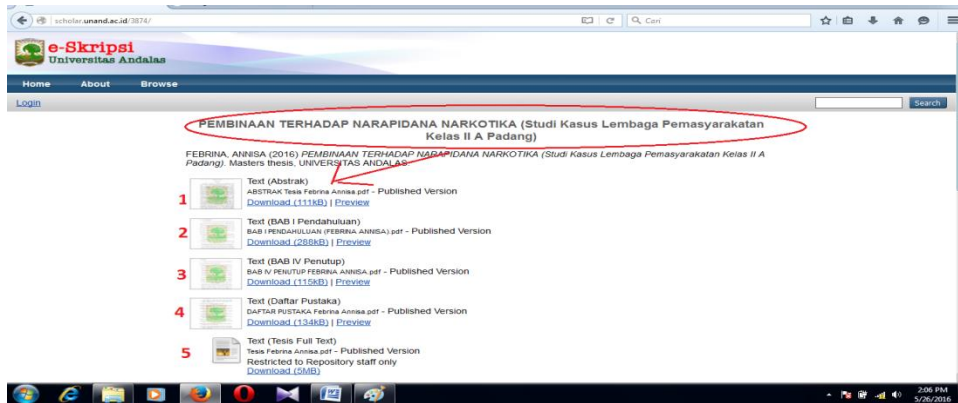 scholar.unand.ac.id/3874/
Cari
e-Skripsi
Universitas Andalas
Home About Browse
Login
Search
PEMBINAAN TERHADAP NARAPIDANA NARKOTIKA (Studi Kasus Lembaga Pemasyarakatan
Kelas II A Padang)
FEBRINA, ANNISA (2016) PEMBINAAN TERHADAP NARAPIDANA NARKOTIKA (Studi Kasus Lembaga Pemasyarakatan Kelas II A
Padang). Masters thesis, UNIVERSITAS ANDALAS.
1
Text (Abstrak)
ABSTRAK Tesis Febrina Annisa.pdf - Published Version
Download (111kB) | Preview
2
Text (BAB I Pendahuluan)
BAB I PENDAHULUAN (FEBRINA ANNISA).pdf - Published Version
Download (288kB) | Preview
3
Text (BAB IV Penutup)
BAB IV PENUTUP FEBRINA ANNISA.pdf - Published Version
Download (115kB) | Preview
4
Text (Daftar Pustaka)
DAFTAR PUSTAKA Febrina Annisa.pdf - Published Version
Download (134kB) | Preview
5
Text (Tesis Full Text)
Tesis Febrina Annisa.pdf - Published Version
Restricted to Repository staff only
Download (5MB)
2:06 PM
5/26/2016